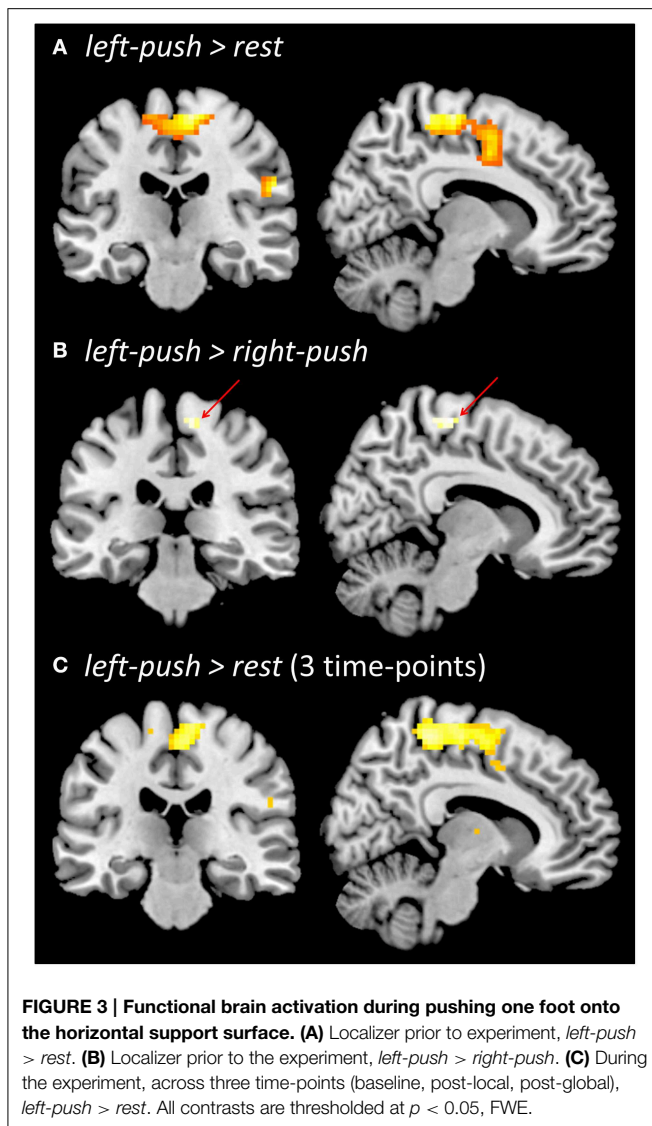 A left-push > rest
B left-push > right-push
C left-push > rest (3 time-points)
FIGURE 3 | Functional brain activation during pushing one foot onto
the horizontal support surface. (A) Localizer prior to experiment, left-push
> rest. (B) Localizer prior to the experiment, left-push > right-push. (C) During
the experiment, across three time-points (baseline, post-local, post-global),
left-push > rest. All contrasts are thresholded at p < 0.05, FWE.